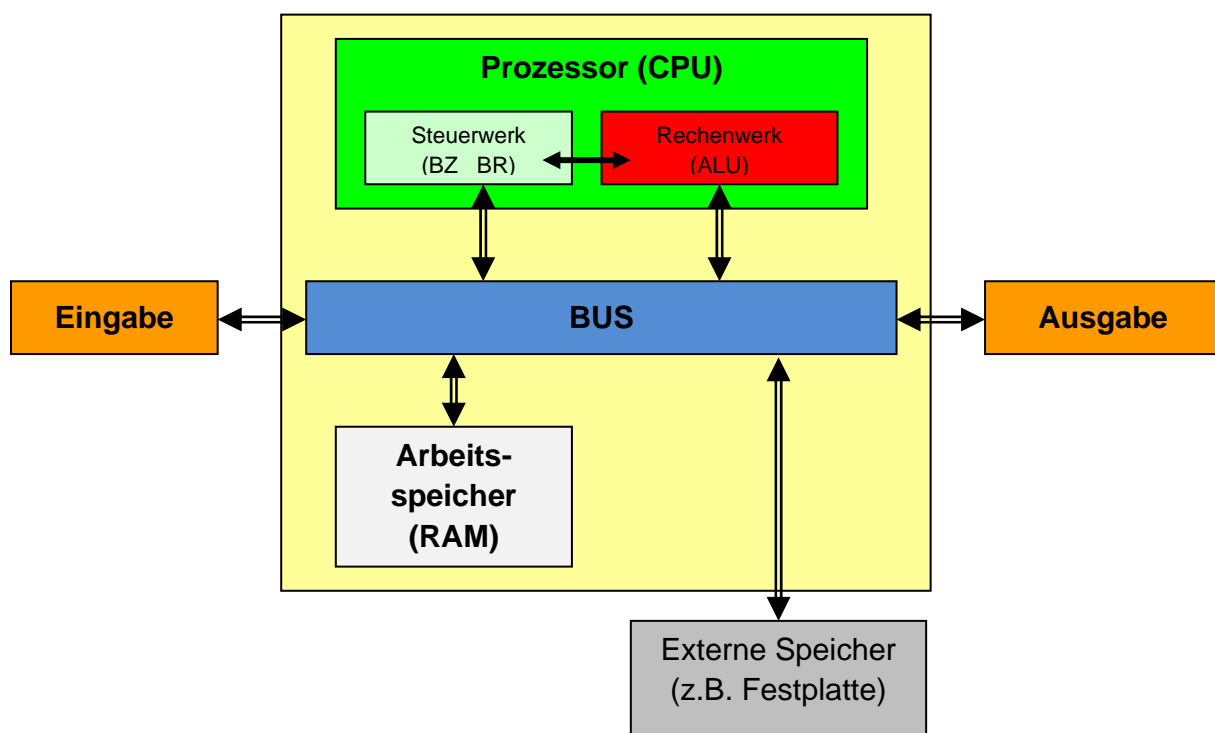 Prozessor (CPU)
Steuerwerk
(BZ BR)
Rechenwerk
(ALU)
Eingabe
BUS
Ausgabe
Arbeits-
speicher
(RAM)
Externe Speicher
(z.B. Festplatte)